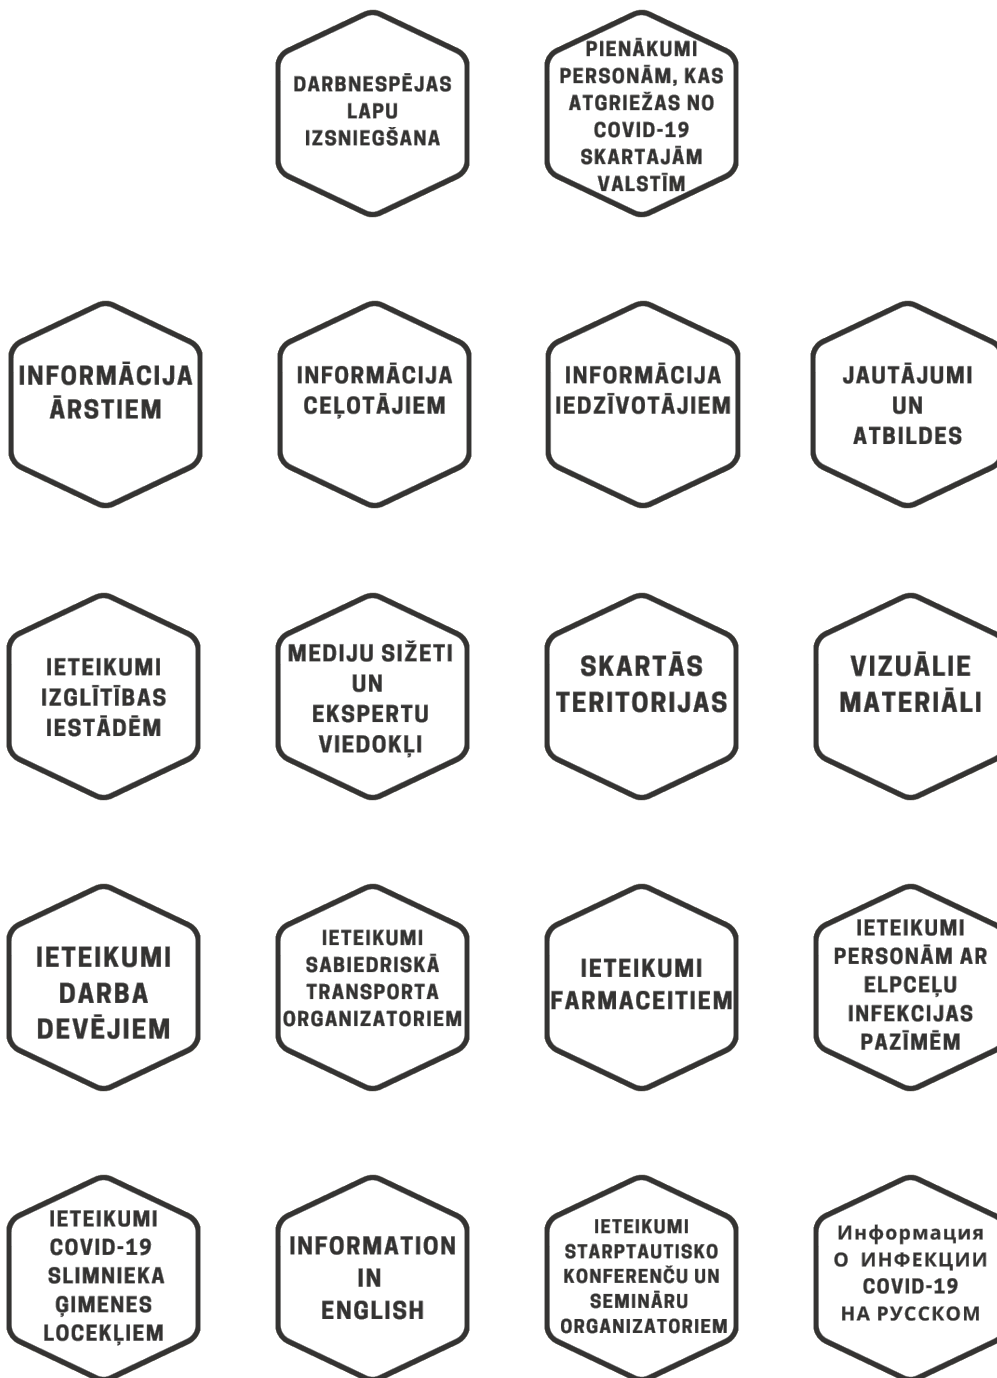 DARBNESPĒJAS
LAPU
IZSNIEGŠANA
PIENĀKUMI
PERSONĀM, KAS
ATGRIEŽAS NO
COVID-19
SKARTAJĀM
VALSTĪM
INFORMĀCIJA
ĀRSTIEM
INFORMĀCIJA
CEĻOTĀJIEM
INFORMĀCIJA
IEDZĪVOTĀJIEM
JAUTĀJUMI
UN
ATBILDES
IETEIKUMI
IZGLĪTĪBAS
IESTĀDĒM
MEDIJU SIŽETI
UN
EKSPERTU
VIEDOKĻI
SKARTĀS
TERITORIJAS
VIZUĀLIE
MATERIĀLI
IETEIKUMI
DARBA
DEVĒJIEM
IETEIKUMI
SABIEDRISKĀ
TRANSPORTA
ORGANIZATORIEM
IETEIKUMI
FARMACEITIEM
IETEIKUMI
PERSONĀM AR
ELPCEĻU
INFEKCIJAS
PAZĪMĒM
IETEIKUMI
COVID-19
SLIMNIEKA
ĢIMENES
LOCEKĻIEM
INFORMATION
IN
ENGLISH
IETEIKUMI
STARPTAUTISKO
KONFERENČU UN
SEMINĀRU
ORGANIZATORIEM
Информация
О ИНФЕКЦИИ
COVID-19
НА РУССКОМ